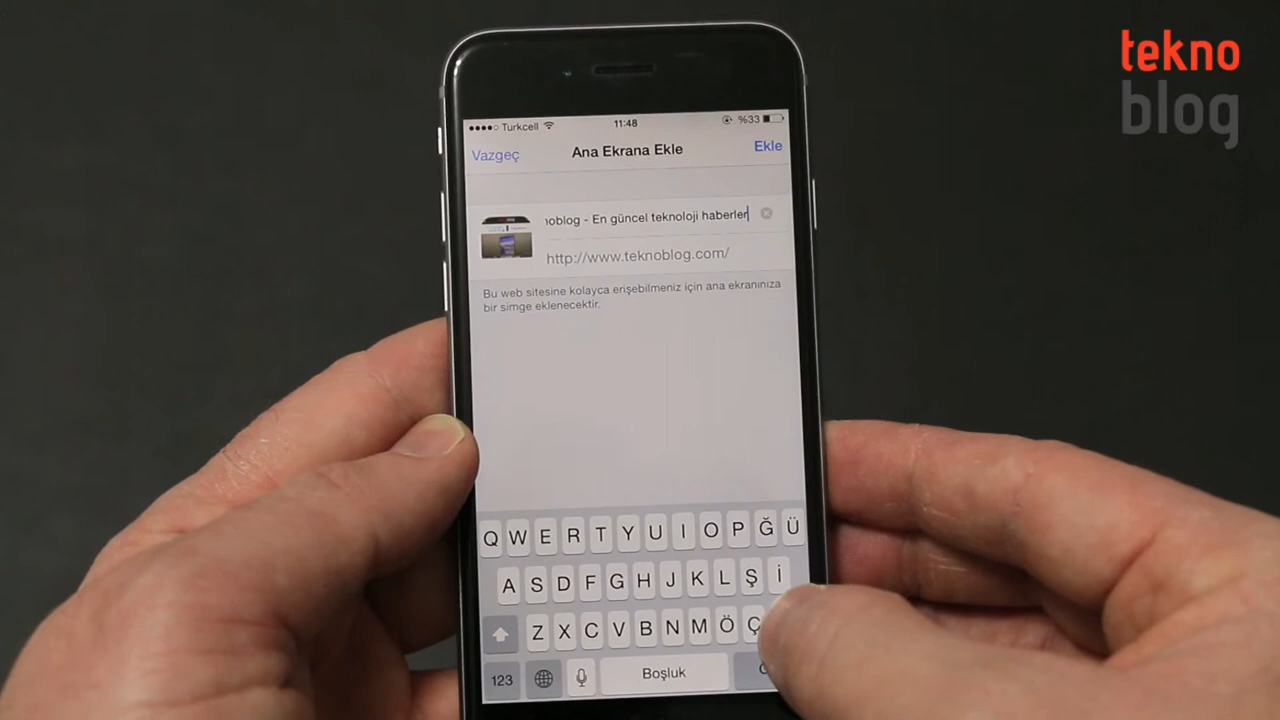 tekno
blog
Turkcell 11:48 %33
Vazgeç Ana Ekrana Ekle Ekle
noblog - En güncel teknoloji haberler
http://www.teknoblog.com/
Bu web sitesine kolayca erişebilmeniz için ana ekranınıza
bir simge eklenecektir.
Q W E R T Y U I O P Ğ Ü
A S D F G H J K L Ş İ
Z X C V B N M Ö Ç
123 Boşluk